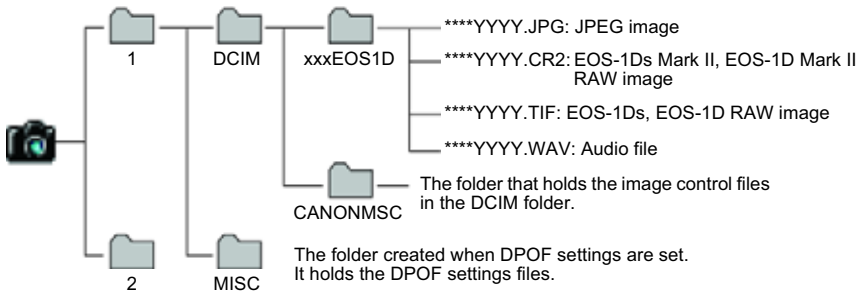 ****YYYY.JPG: JPEG image
1
DCIM
xxxEOS1D
****YYYY.CR2: EOS-1Ds Mark II, EOS-1D Mark II
RAW image
****YYYY.TIF: EOS-1Ds, EOS-1D RAW image
****YYYY.WAV: Audio file
CANONMSC
The folder that holds the image control files
in the DCIM folder.
2
MISC
The folder created when DPOF settings are set.
It holds the DPOF settings files.